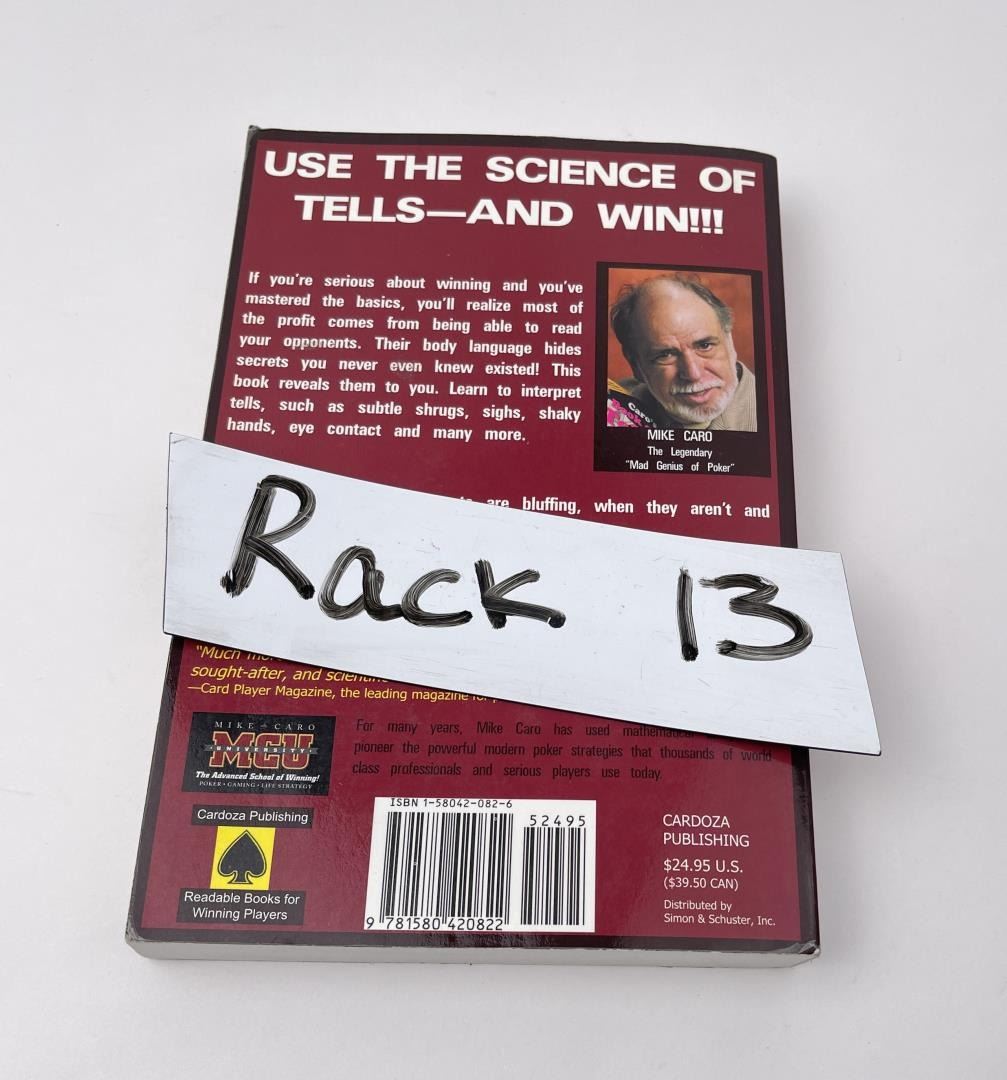 USE THE SCIENCE OF
TELLS—AND WIN!!!
If you're serious about winning and you've
mastered the basics, you'll realize most of
the profit comes from being able to read
your opponents. Their body language hides
secrets you never even knew existed! This
book reveals them to you. Learn to interpret
tells, such as subtle shrugs, sighs, shaky
hands, eye contact and many more.
Caro
MIKE CARO
The Legendary
"Mad Genius of Poker"
are bluffing, when they aren't and
Rack 13
"Much
sought-after, and
—Card Player Magazine, the leading magazine
MIKE CARO
MCU
UNIVERSITY
The Advanced School of Winning!
POKER • GAMING • LIFE STRATEGY
For many years, Mike Caro has used
pioneer the powerful modern poker strategies that thousands of world
class professionals and serious players use today.
Cardoza Publishing
Readable Books for
Winning Players
ISBN 1-58042-082-6
52495
9 781580 420822
CARDOZA
PUBLISHING
$24.95 U.S.
($39.50 CAN)
Distributed by
Simon & Schuster, Inc.